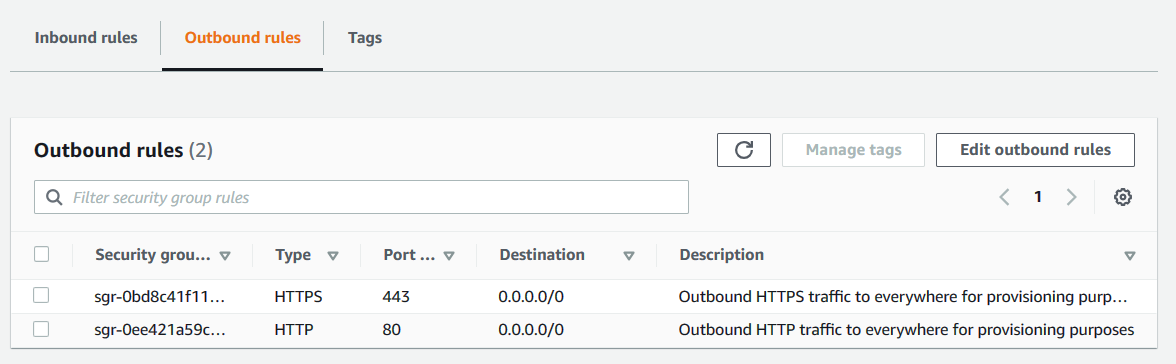 Inbound rules Outbound rules Tags
Outbound rules (2) Manage tags Edit outbound rules
Filter security group rules 1
Security grou... Type Port ... Destination Description
sgr-0bd8c41f11... HTTPS 443 0.0.0.0/0 Outbound HTTPS traffic to everywhere for provisioning purp...
sgr-0ee421a59c... HTTP 80 0.0.0.0/0 Outbound HTTP traffic to everywhere for provisioning purposes